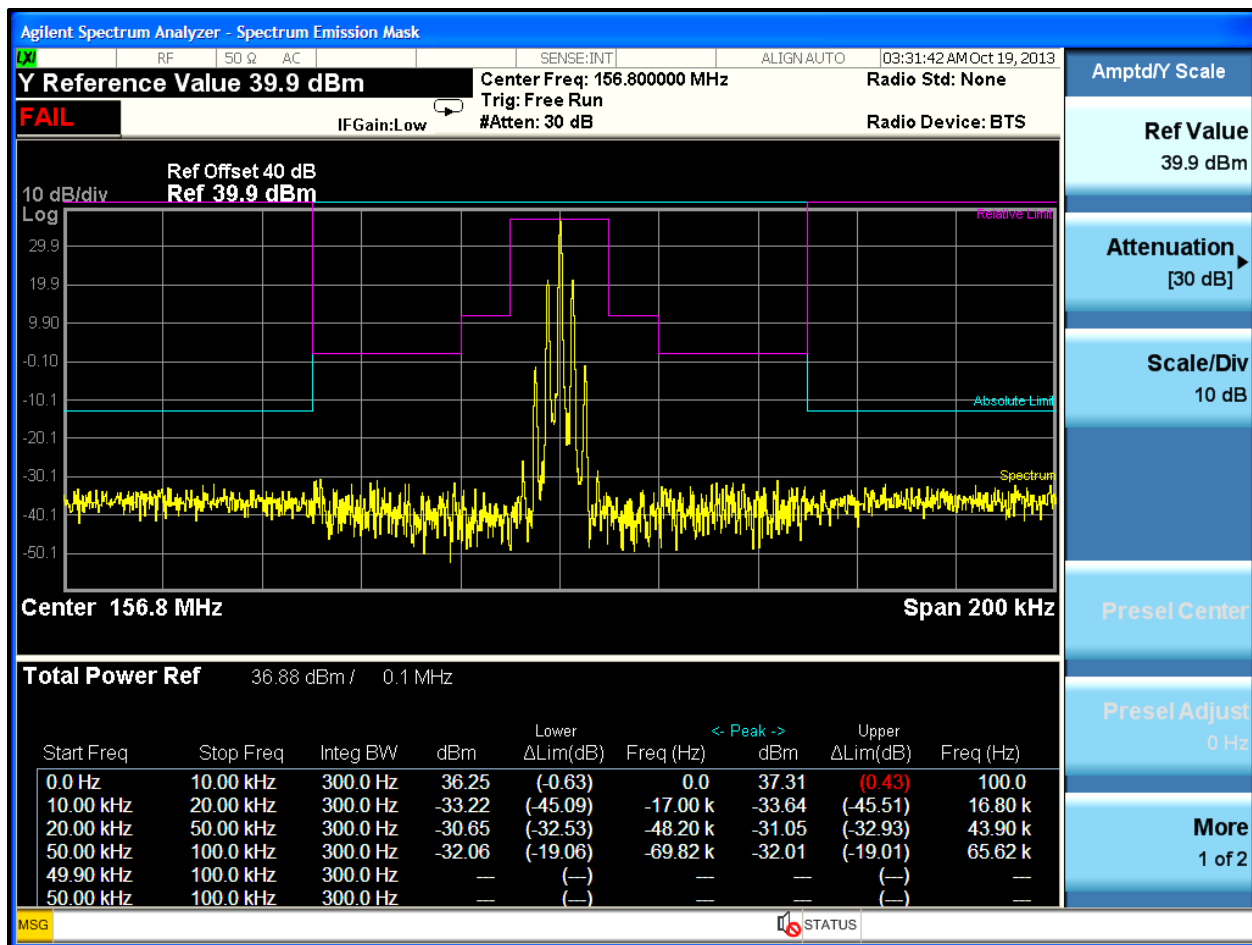 Agilent Spectrum Analyzer - Spectrum Emission Mask
LXI RF 50 Ω AC SENSE:INT ALIGN AUTO 03:31:42 AM Oct 19, 2013
Y Reference Value 39.9 dBm
Center Freq: 156.800000 MHz
Radio Std: None
Trig: Free Run
FAIL
IFGain:Low
#Atten: 30 dB
Radio Device: BTS
Ref Offset 40 dB
10 dB/div Ref 39.9 dBm
Log
Relative Limit
29.9
19.9
9.90
-0.10
-10.1
Absolute Limit
-20.1
-30.1
Spectrum
-40.1
-50.1
Center 156.8 MHz
Span 200 kHz
Total Power Ref 36.88 dBm / 0.1 MHz
Lower <- Peak -> Upper
Start Freq Stop Freq Integ BW dBm ΔLim(dB) Freq (Hz) dBm ΔLim(dB) Freq (Hz)
0.0 Hz 10.00 kHz 300.0 Hz 36.25 (-0.63) 0.0 37.31 (0.43) 100.0
10.00 kHz 20.00 kHz 300.0 Hz -33.22 (-45.09) -17.00 k -33.64 (-45.51) 16.80 k
20.00 kHz 50.00 kHz 300.0 Hz -30.65 (-32.53) -48.20 k -31.05 (-32.93) 43.90 k
50.00 kHz 100.0 kHz 300.0 Hz -32.06 (-19.06) -69.82 k -32.01 (-19.01) 65.62 k
49.90 kHz 100.0 kHz 300.0 Hz --- (---) --- --- (---) ---
50.00 kHz 100.0 kHz 300.0 Hz --- (---) --- --- (---) ---
MSG
STATUS
Amptd/Y Scale
Ref Value
39.9 dBm
Attenuation
[30 dB]
Scale/Div
10 dB
Presel Center
Presel Adjust
0 Hz
More
1 of 2